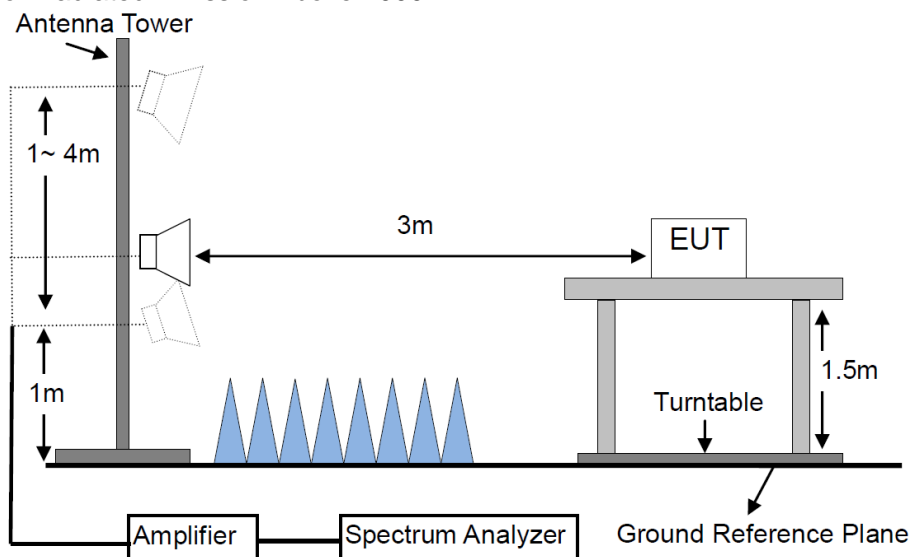 Antenna Tower
1~ 4m
3m
EUT
1m
1.5m
Turntable
Amplifier
Spectrum Analyzer
Ground Reference Plane